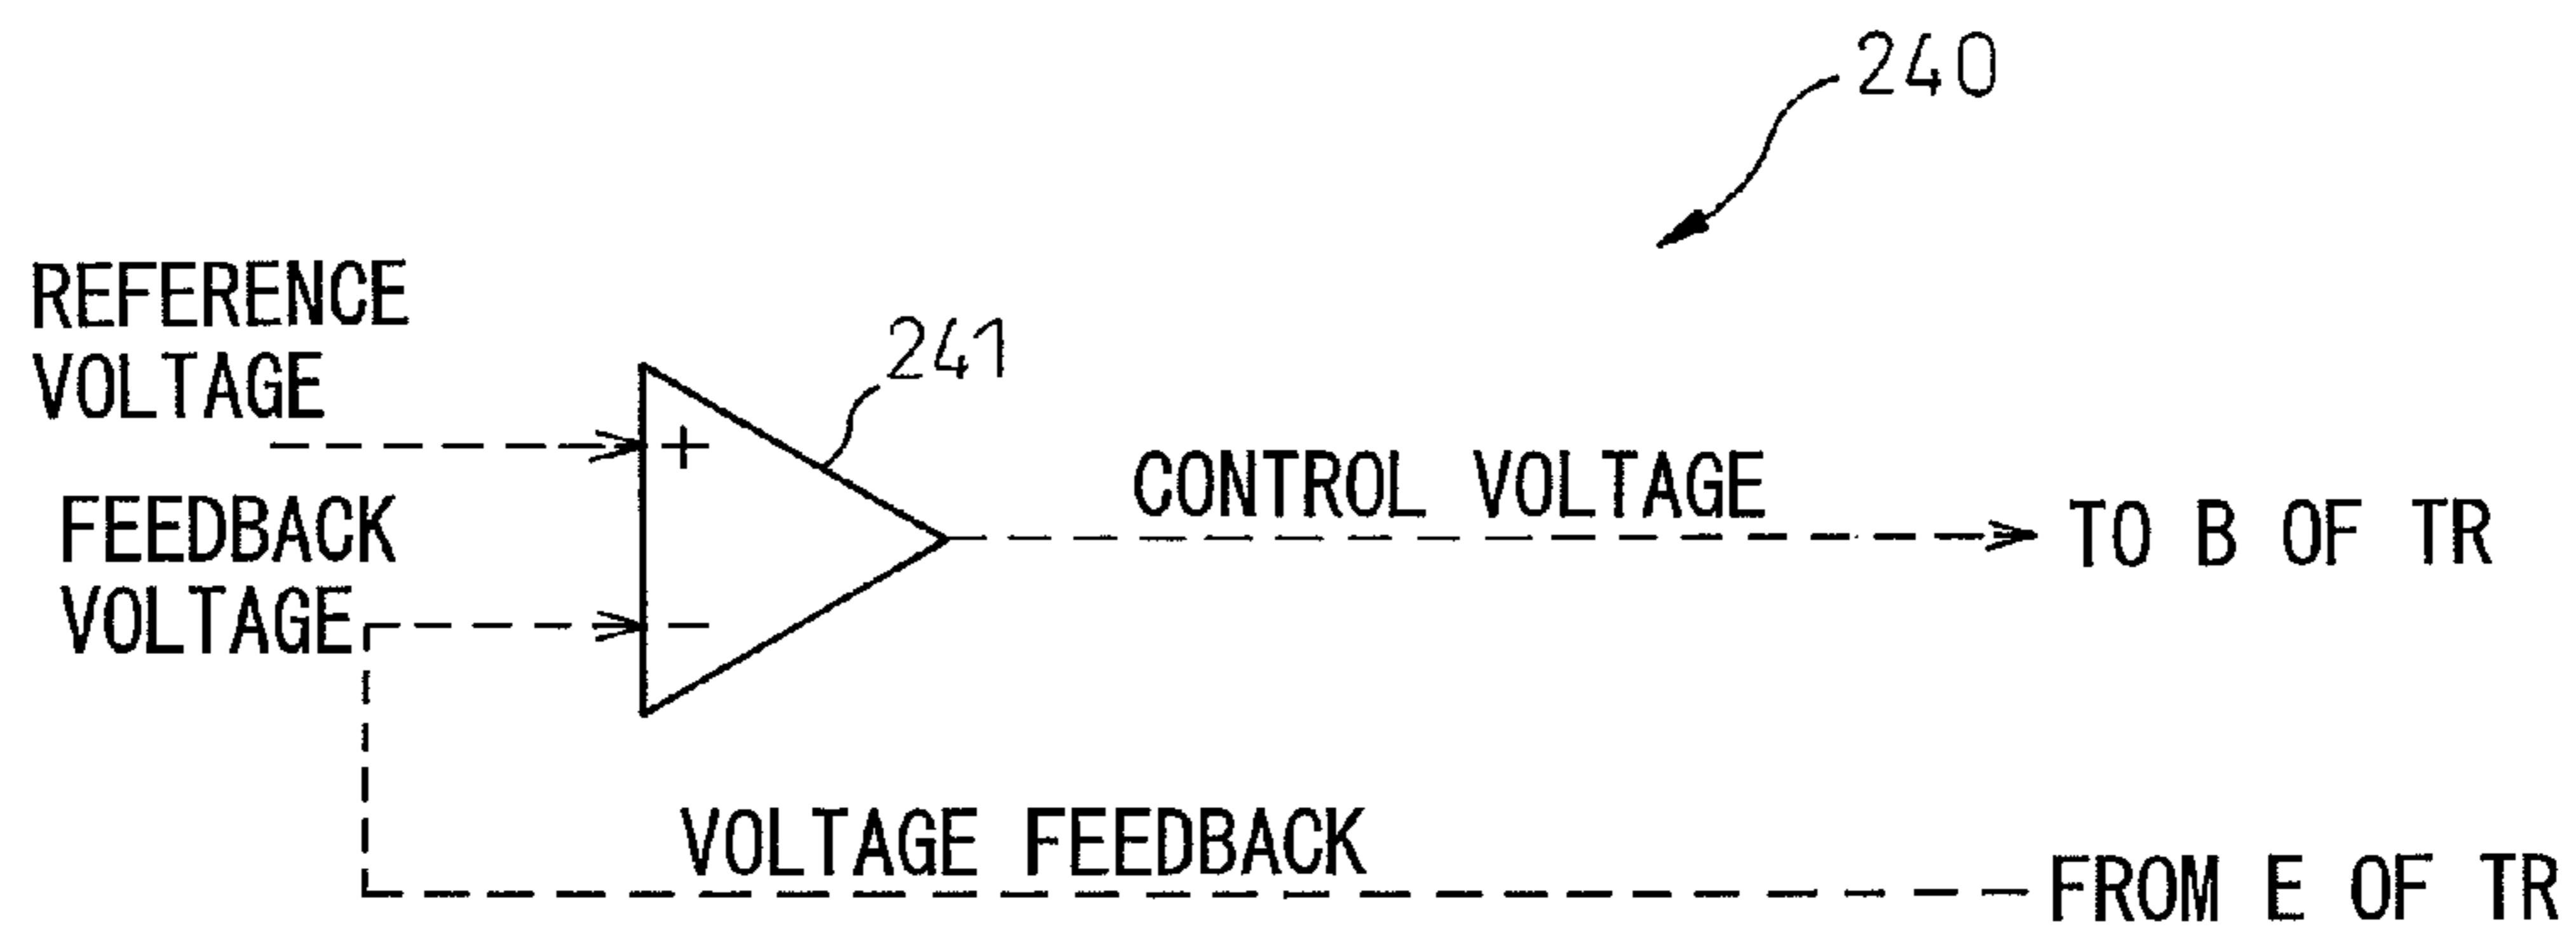 240
REFERENCE
VOLTAGE
241
+
CONTROL VOLTAGE
TO B OF TR
FEEDBACK
VOLTAGE
-
VOLTAGE FEEDBACK
FROM E OF TR